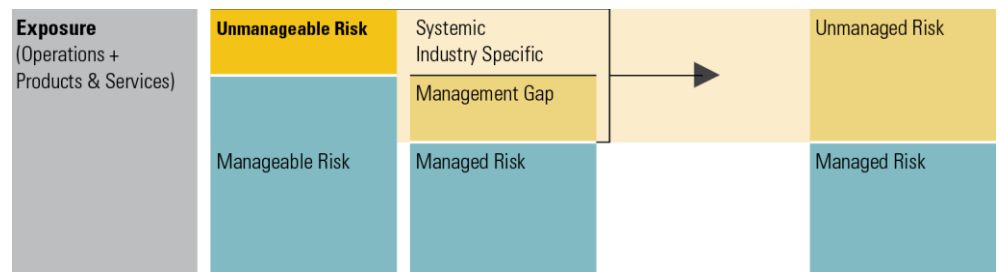 Exposure
(Operations +
Products & Services)
Unmanageable Risk
Manageable Risk
Systemic
Industry Specific
Management Gap
Managed Risk
Unmanaged Risk
Managed Risk